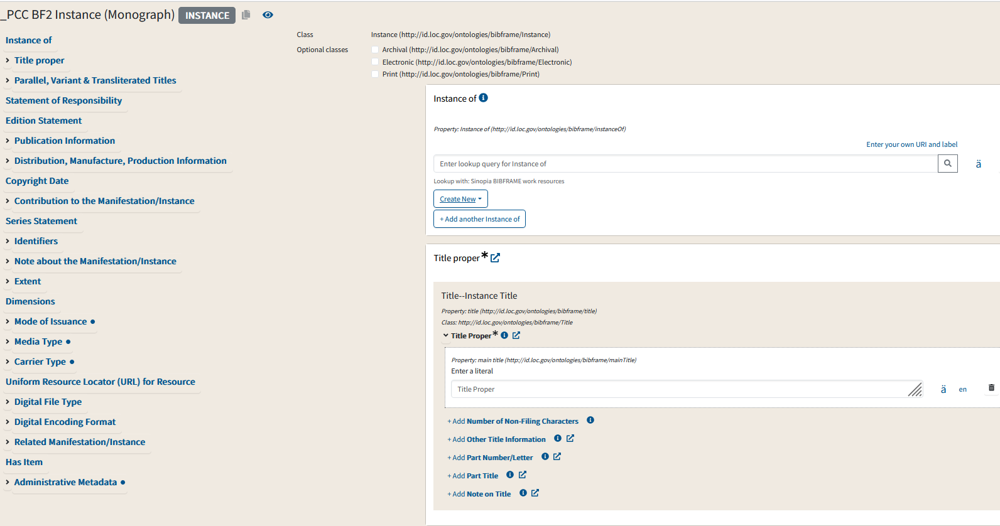 _PCC BF2 Instance (Monograph) INSTANCE
Instance of
Title proper
Parallel, Variant & Transliterated Titles
Statement of Responsibility
Edition Statement
Publication Information
Distribution, Manufacture, Production Information
Copyright Date
Contribution to the Manifestation/Instance
Series Statement
Identifiers
Note about the Manifestation/Instance
Extent
Dimensions
Mode of Issuance
Media Type
Carrier Type
Uniform Resource Locator (URL) for Resource
Digital File Type
Digital Encoding Format
Related Manifestation/Instance
Has Item
Administrative Metadata
Class Instance (http://id.loc.gov/ontologies/bibframe/Instance)
Optional classes Archival (http://id.loc.gov/ontologies/bibframe/Archival)
Electronic (http://id.loc.gov/ontologies/bibframe/Electronic)
Print (http://id.loc.gov/ontologies/bibframe/Print)
Instance of
Property: Instance of (http://id.loc.gov/ontologies/bibframe/instanceOf)
Enter your own URI and label
Enter lookup query for Instance of ä
Lookup with: Sinopia BIBFRAME work resources
Create New
+ Add another Instance of
Title proper*
Title--Instance Title
Property: title (http://id.loc.gov/ontologies/bibframe/title)
Class: http://id.loc.gov/ontologies/bibframe/Title
Title Proper*
Property: main title (http://id.loc.gov/ontologies/bibframe/mainTitle)
Enter a literal
Title Proper ä en
+ Add Number of Non-Filing Characters
+ Add Other Title Information
+ Add Part Number/Letter
+ Add Part Title
+ Add Note on Title